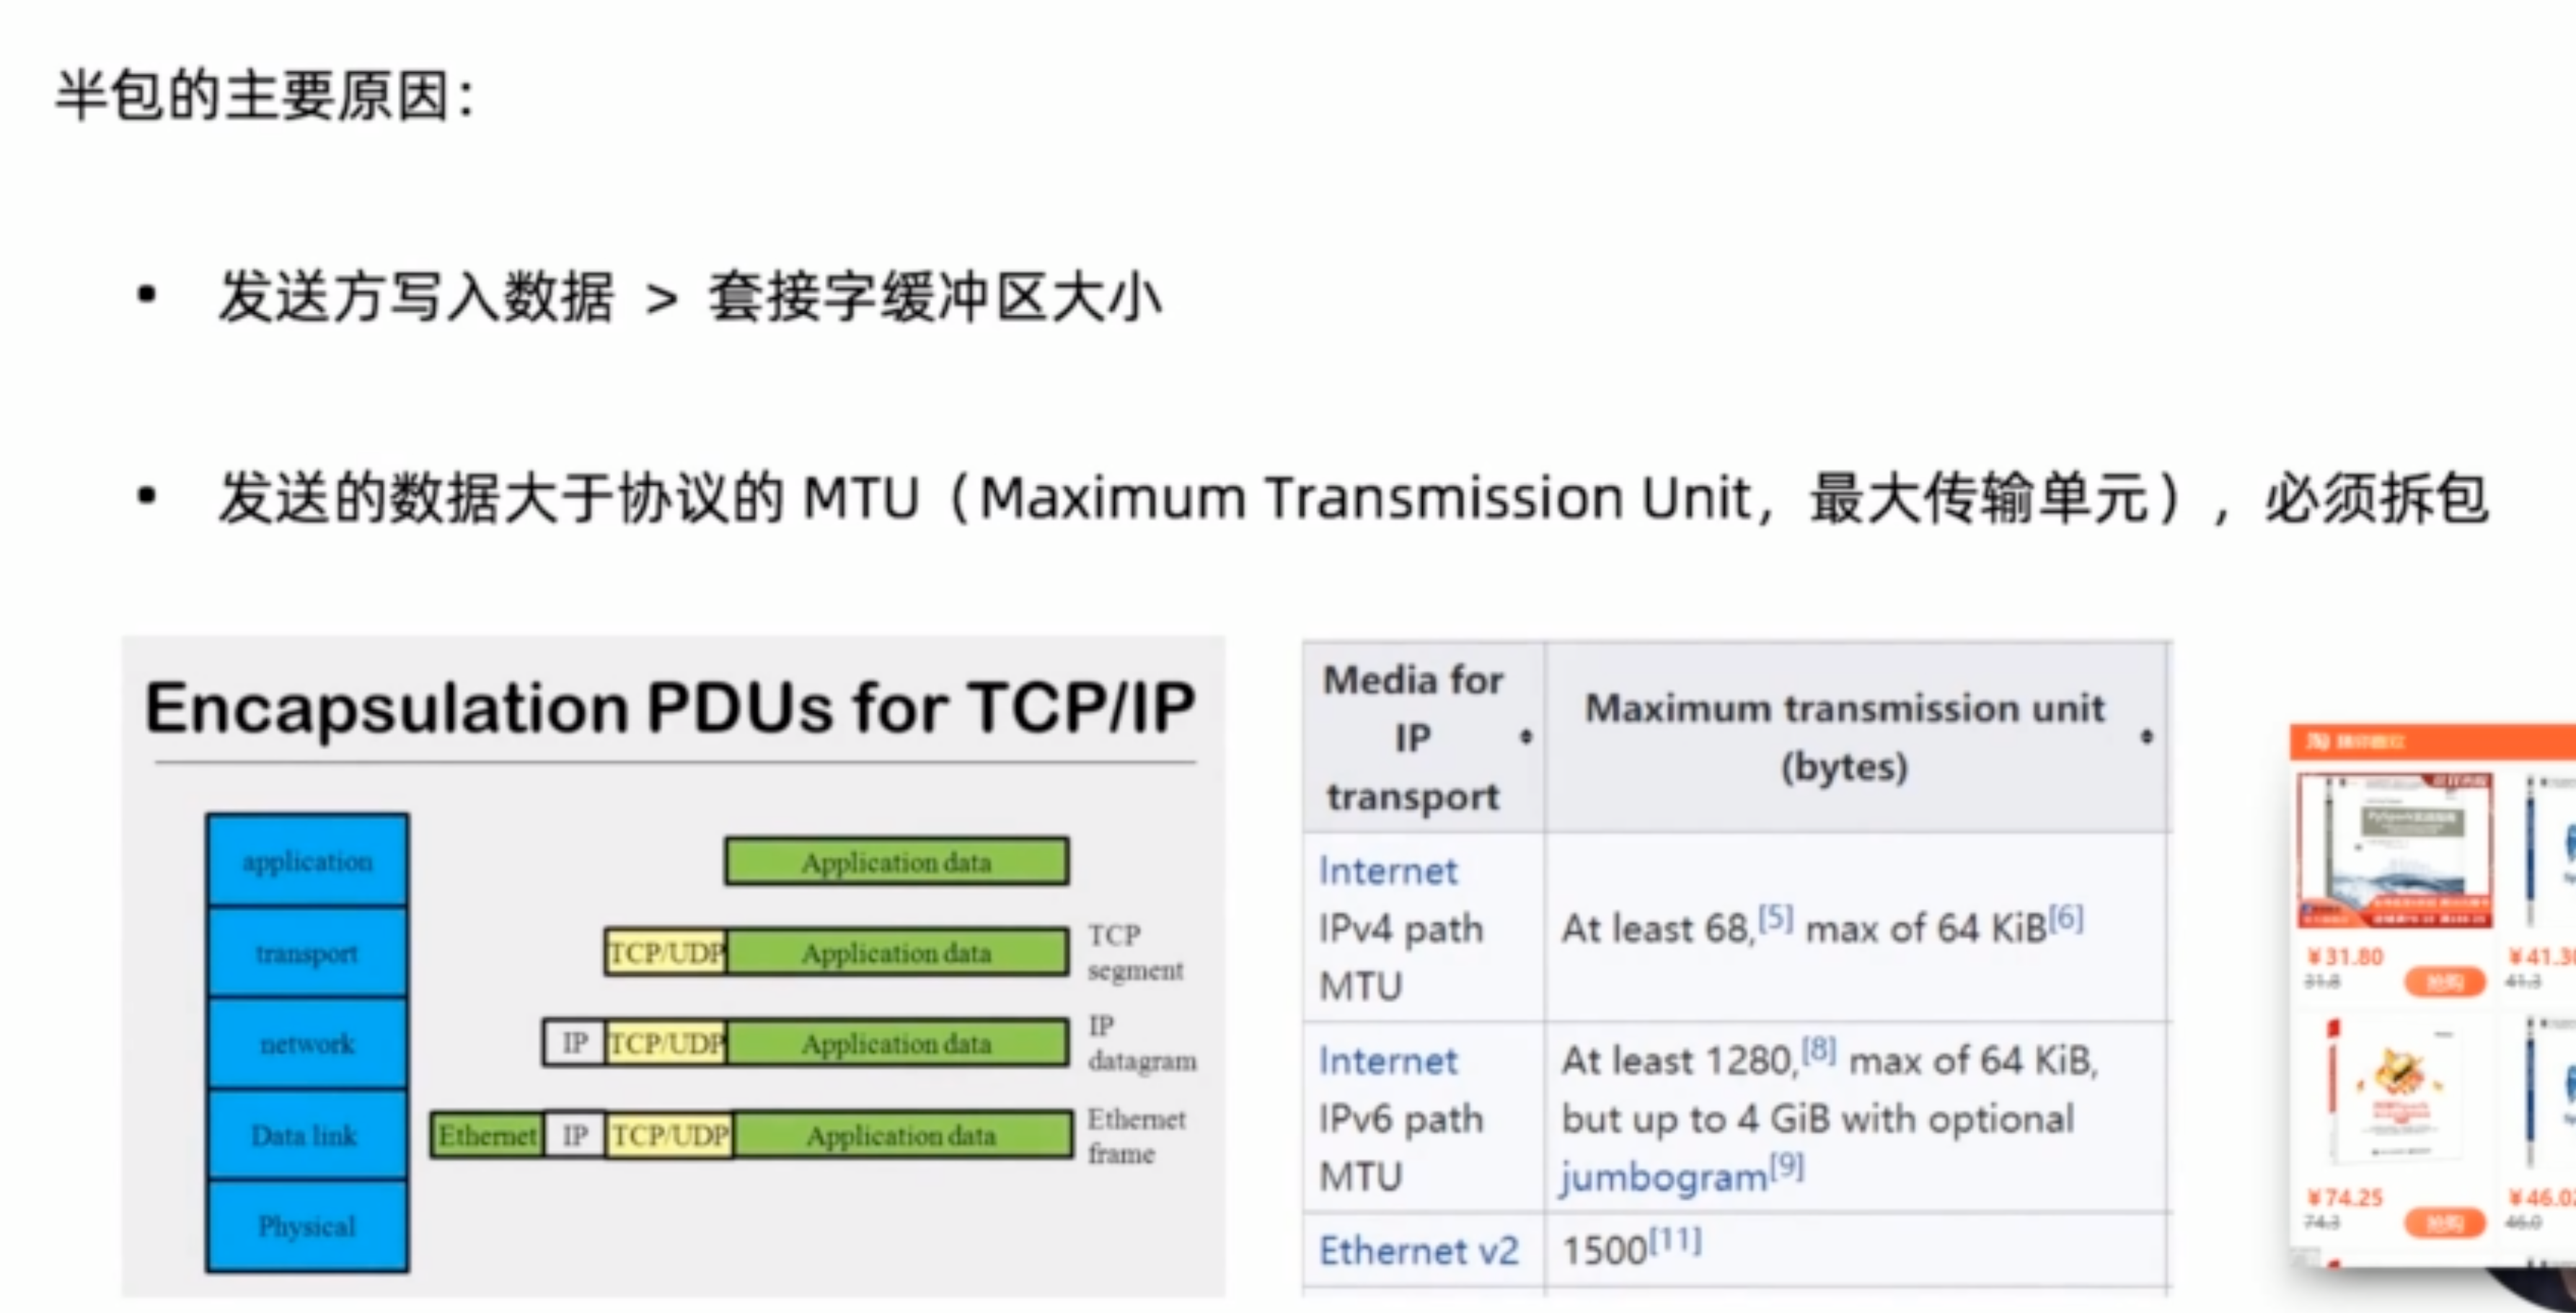 半包的主要原因：
• 发送方写入数据 > 套接字缓冲区大小
• 发送的数据大于协议的 MTU（Maximum Transmission Unit，最大传输单元），必须拆包
Encapsulation PDUs for TCP/IP
application
Application data
transport
TCP/UDP Application data
TCP
segment
network
IP TCP/UDP Application data
IP
datagram
Data link
Ethernet IP TCP/UDP Application data
Ethernet
frame
Physical
Media for
IP
transport
Maximum transmission unit
(bytes)
Internet
IPv4 path
MTU
At least 68,[5] max of 64 KiB[6]
Internet
IPv6 path
MTU
At least 1280,[8] max of 64 KiB,
but up to 4 GiB with optional
jumbogram[9]
Ethernet v2
1500[11]
¥31.80
31.8
抢购
¥41.30
41.3
¥74.25
74.3
抢购
¥46.02
46.0